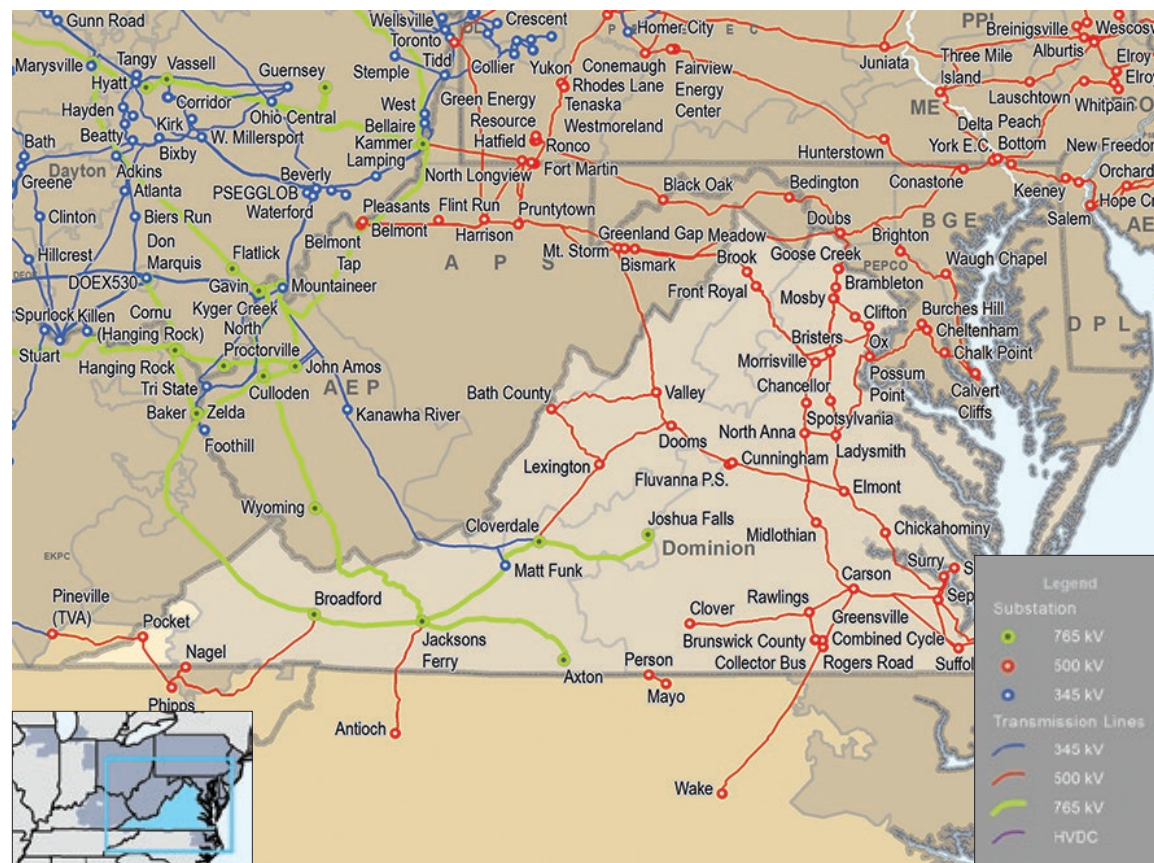 Gunn Road
Marysville
Tangy
Hyatt
Vassell
Guernsey
Hayden
Corridor
Ohio Central
Beatty
Kirk
W. Millersport
Bixby
Bath
Greene
Dayton
Adkins
Atlanta
Clinton
Biers Run
Hillcrest
Don
Marquis
DOEX530
Flatlick
Gavin
Kyger Creek
Mountaineer
Spurlock
Killen
Stuart
Cornu
(Hanging Rock)
North
Proctorville
Hanging Rock
John Amos
Tri State
Culloden
AEP
Baker
Zelda
Foothill
Kanawha River
Wellsville
Toronto
Tidd
Stemple
Crescent
Collier
Yukon
West
Bellaire
Kammer
Lamping
Beverly
PSEGGLOB
Waterford
Green Energy
Resource
Hatfield
Ronco
North Longview
Fort Martin
Rhodes Lane
Tenaska
Westmoreland
Homer City
Conemaugh
Fairview
Energy
Center
Pleasants
Belmont
Belmont
Tap
Flint Run
Harrison
Pruntytown
APS
Black Oak
Bedington
Doubs
Mt. Storm
Greenland Gap
Bismark
Meadow
Brook
Front Royal
Goose Creek
PEPCO
Brambleton
Mosby
Clifton
Bristers
Ox
Morrisville
Possum
Point
Chancellor
Spotsylvania
North Anna
Ladysmith
Brighton
BGE
Waugh Chapel
Burches Hill
Cheltenham
Chalk Point
Calvert
Cliffs
DPL
Juniata
PPL
Three Mile
Island
ME
Hunterstown
York E.C.
Conastone
Delta
Peach
Bottom
Breinigsville
Alburtis
Wescosv
Elroy
Elroy
Lauschtown
Whitpain
New Freedom
Orchard
Keeney
Hope Cr
Salem
AE
Bath County
Valley
Dooms
Lexington
Cunningham
Fluvanna P.S.
Elmont
Wyoming
Cloverdale
Joshua Falls
Dominion
Midlothian
Chickahominy
Matt Funk
EKPC
Surry
Sep
Carson
Pineville
(TVA)
Pocket
Nagel
Phipps
Broadford
Jacksons
Ferry
Axton
Clover
Rawlings
Greensville
Brunswick County
Combined Cycle
Collector Bus
Rogers Road
Suffol
Person
Mayo
Antioch
Wake
Legend
Substation
765 kV
500 kV
345 kV
Transmission Lines
345 kV
500 kV
765 kV
HVDC